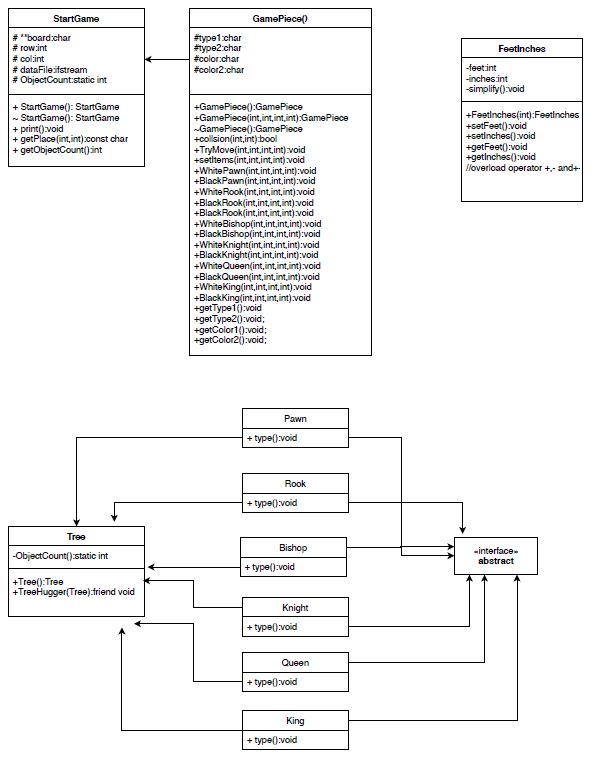 StartGame
# **board:char
# row:int
# col:int
# dataFile:ifstream
# ObjectCount:static int
+ StartGame(): StartGame
~ StartGame(): StartGame
+ print():void
+ getPlace(int,int):const char
+ getObjectCount():int
GamePiece()
#type1:char
#type2:char
#color:char
#color2:char
+GamePiece():GamePiece
+GamePiece(int,int,int,int):GamePiece
~GamePiece():GamePiece
+collsion(int,int):bool
+TryMove(int,int,int,int):void
+setItems(int,int,int,int):void
+WhitePawn(int,int,int,int):void
+BlackPawn(int,int,int,int):void
+WhiteRook(int,int,int,int):void
+BlackRook(int,int,int,int):void
+BlackRook(int,int,int,int):void
+WhiteBishop(int,int,int,int):void
+BlackBishop(int,int,int,int):void
+WhiteKnight(int,int,int,int):void
+BlackKnight(int,int,int,int):void
+WhiteQueen(int,int,int,int):void
+BlackQueen(int,int,int,int):void
+WhiteKing(int,int,int,int):void
+BlackKing(int,int,int,int):void
+getType1():void
+getType2():void;
+getColor1():void;
+getColor2():void;
FeetInches
-feet:int
-inches:int
-simplify():void
+FeetInches(int):FeetInches
+setFeet():void
+setInches():void
+getFeet():void
+getInches():void
//overload operator +,- and+-
Pawn
+ type():void
Rook
+ type():void
Tree
-ObjectCount():static int
+Tree():Tree
+TreeHugger(Tree):friend void
Bishop
+ type():void
«interface»
abstract
Knight
+ type():void
Queen
+ type():void
King
+ type():void